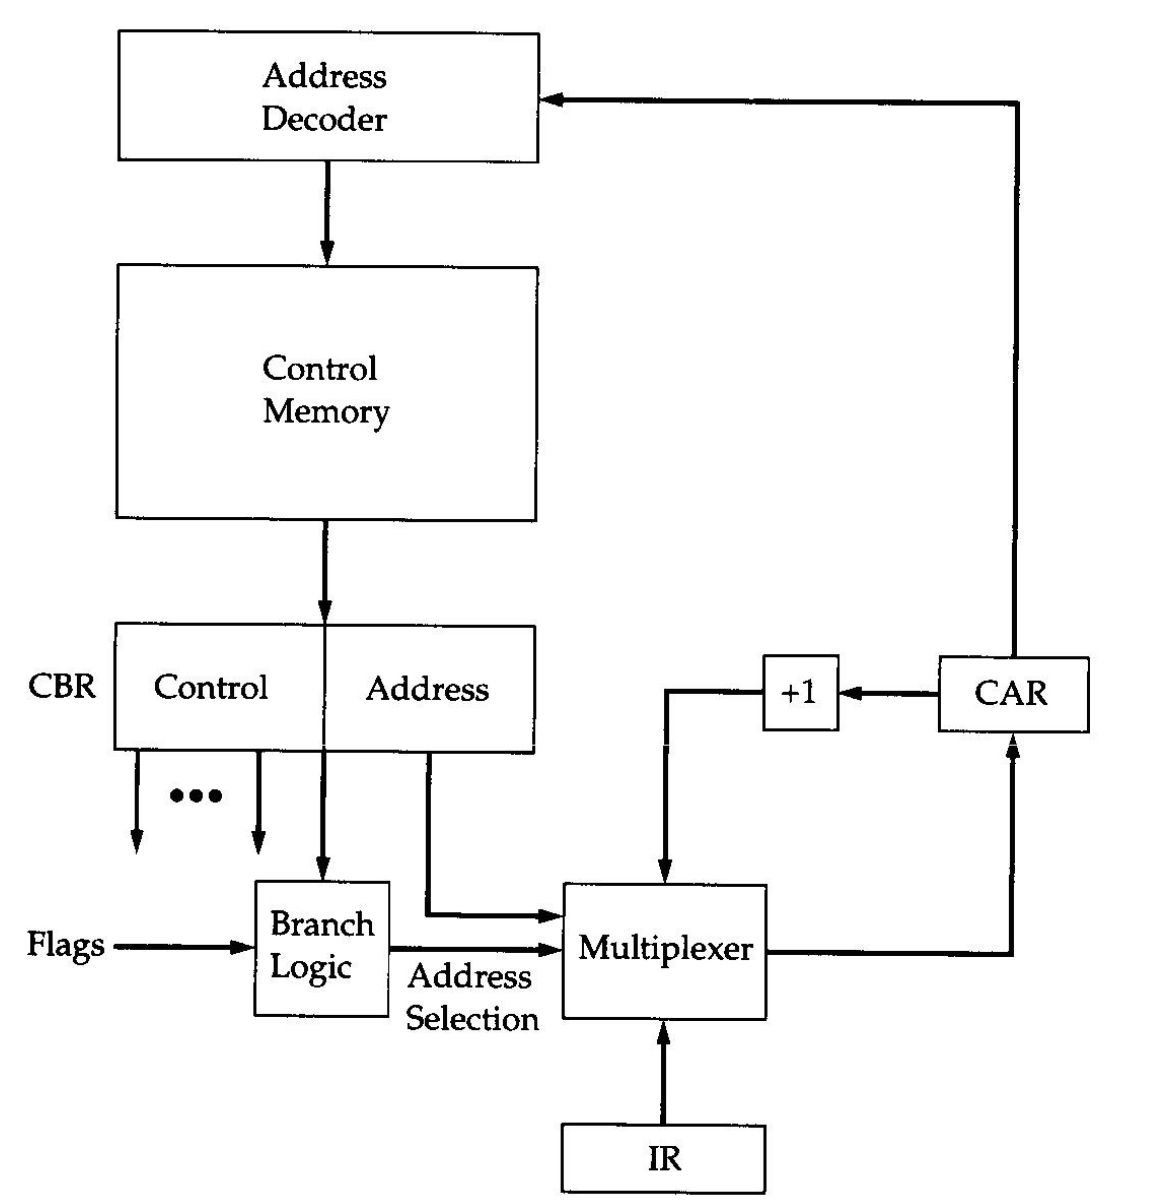 Address
Decoder
Control
Memory
CBR
Control
Address
+1
CAR
Flags
Branch
Logic
Address
Selection
Multiplexer
IR